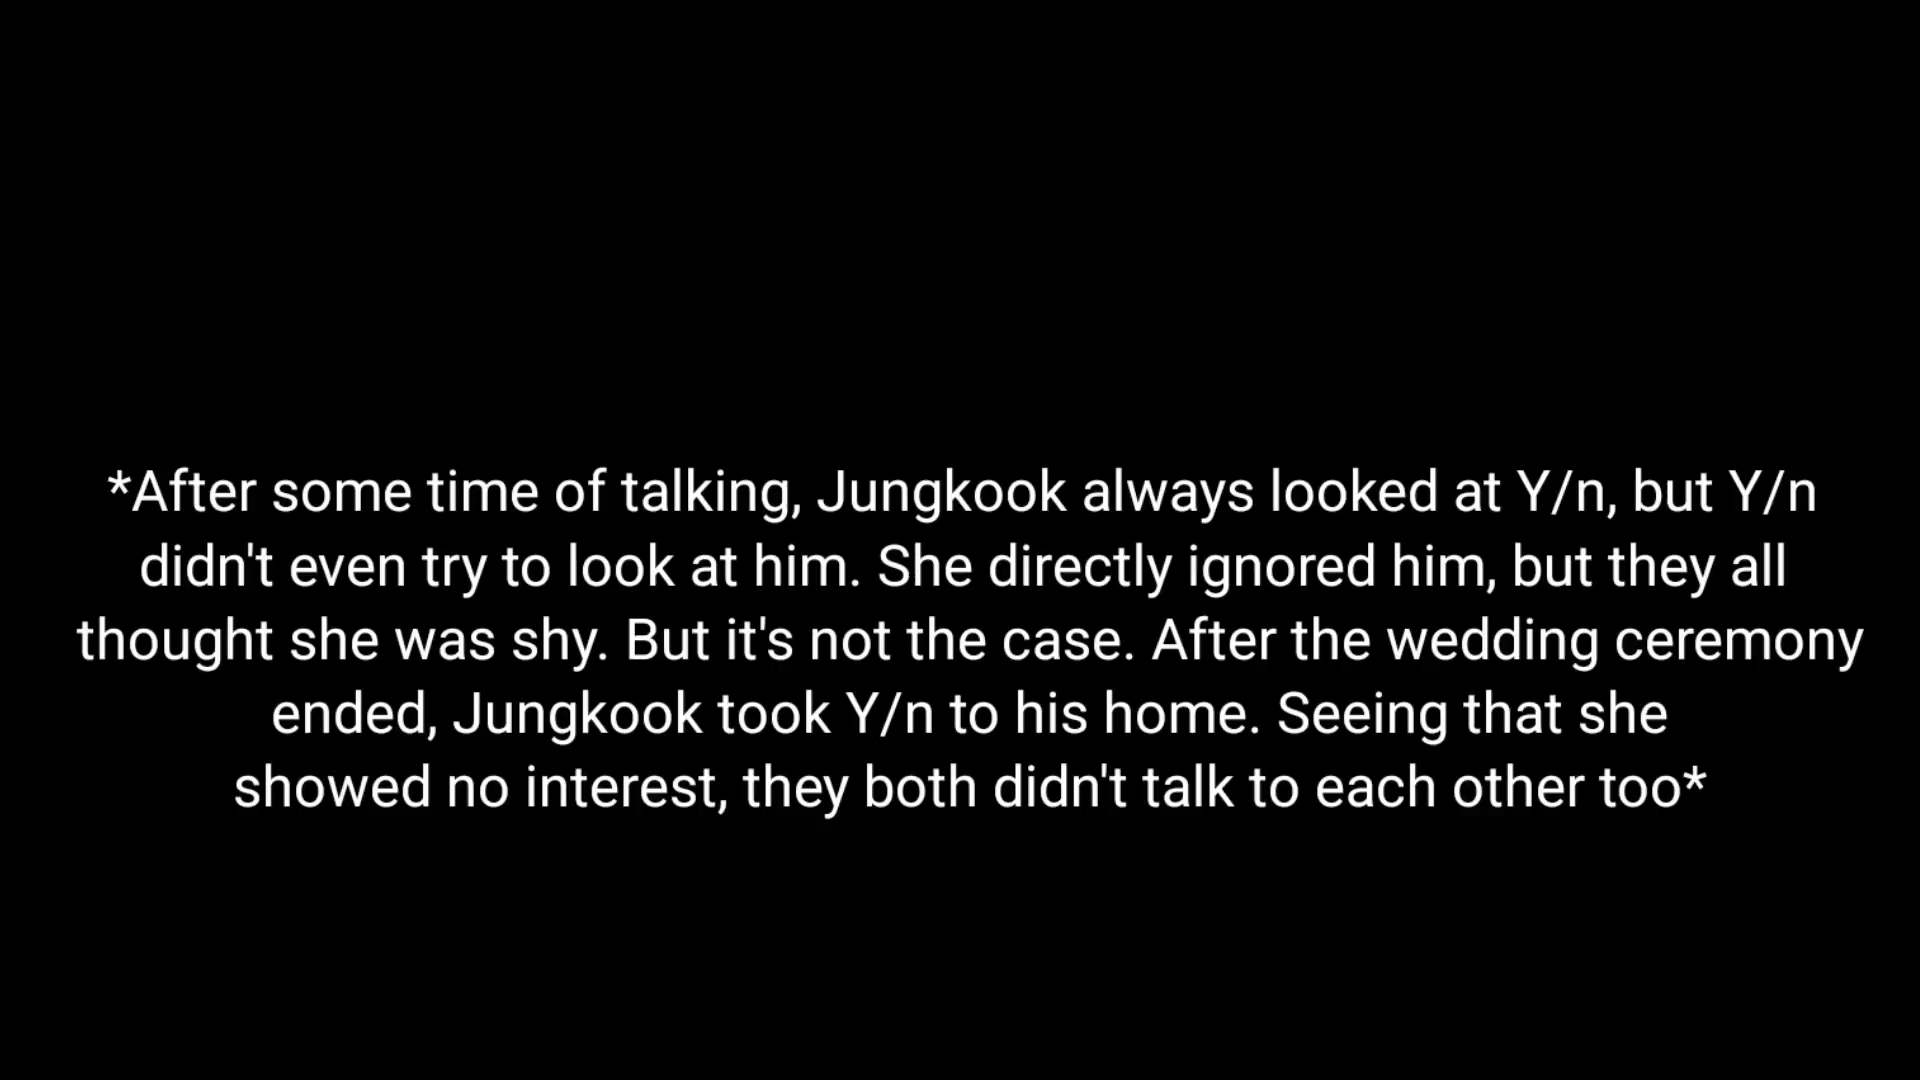 *After some time of talking, Jungkook always looked at Y/n, but Y/n
didn't even try to look at him. She directly ignored him, but they all
thought she was shy. But it's not the case. After the wedding ceremony
ended, Jungkook took Y/n to his home. Seeing that she
showed no interest, they both didn't talk to each other too*